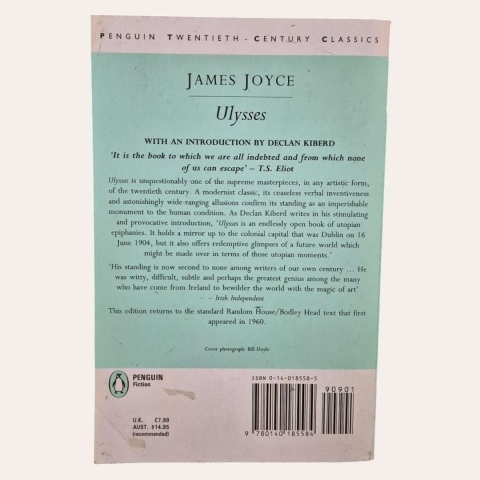 PENGUIN TWENTIETH-CENTURY CLASSICS
JAMES JOYCE
Ulysses
WITH AN INTRODUCTION BY DECLAN KIBERD
'It is the book to which we are all indebted and from which none
of us can escape' – T.S. Eliot
Ulysses is unquestionably one of the supreme masterpieces, in any artistic form,
of the twentieth century. A modernist classic, its ceaseless verbal inventiveness
and astonishingly wide-ranging allusions confirm its standing as an imperishable
monument to the human condition. As Declan Kiberd writes in his stimulating
and provocative introduction, 'Ulysses is an endlessly open book of utopian
epiphanies. It holds a mirror up to the colonial capital that was Dublin on 16
June 1904, but it also offers redemptive glimpses of a future world which
might be made over in terms of those utopian moments.'
'His standing is now second to none among writers of our own century ... He
was witty, difficult, subtle and perhaps the greatest genius among the many
who have come from Ireland to bewilder the world with the magic of art'
– Irish Independent
This edition returns to the standard Random House/Bodley Head text that first
appeared in 1960.
Cover photograph: Bill Doyle
PENGUIN
Fiction
U.K. £7.99
AUST. $14.95
(recommended)
ISBN 0-14-018558-5
90901
9 780140 185584